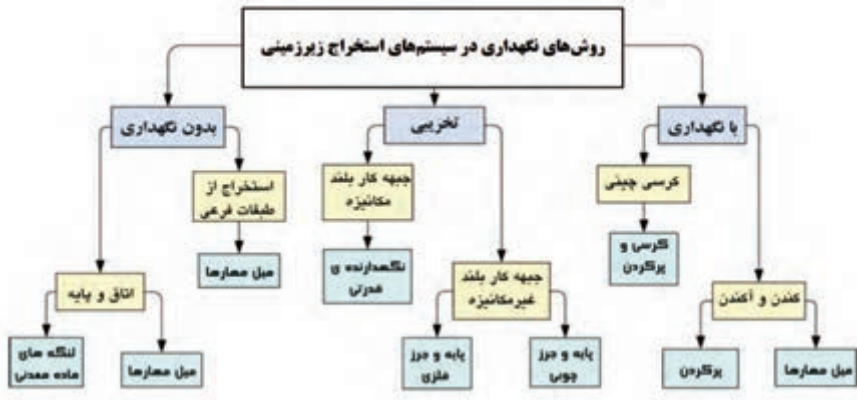 روش‌های نگهداری در سیستم‌های استخراج زیرزمینی
با نگهداری
تخریبی
بدون نگهداری
کرسی چینی
جبهه کار بلند
مکانیزه
استخراج از
طبقات فرعی
کرسی و
پرکردن
نگهدارنده ی
قدرتی
میل مهارها
کندن و آکندن
جبهه کار بلند
غیرمکانیزه
اتاق و پایه
میل مهارها
پرکردن
پایه و جرز
چوبی
پایه و جرز
فلزی
میل مهارها
لنگه های
ماده معدنی